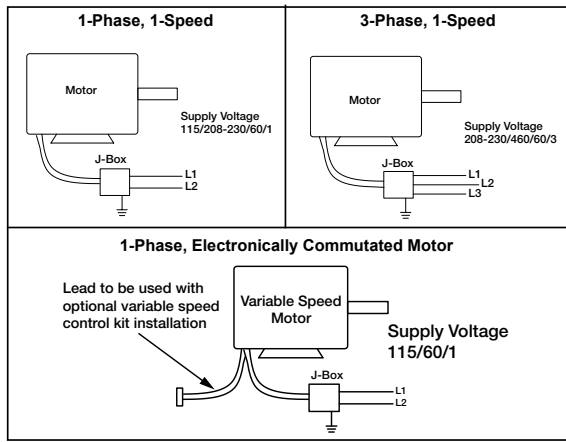 1-Phase, 1-Speed
Motor
Supply Voltage
115/208-230/60/1
J-Box
L1
L2
3-Phase, 1-Speed
Motor
Supply Voltage
208-230/460/60/3
J-Box
L1
L2
L3
1-Phase, Electronically Commutated Motor
Lead to be used with
optional variable speed
control kit installation
Variable Speed
Motor
Supply Voltage
115/60/1
J-Box
L1
L2